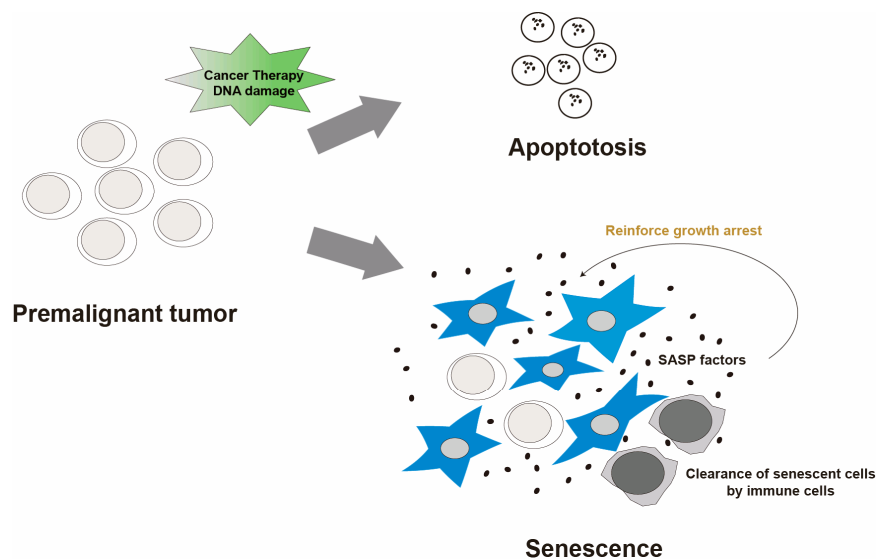 Cancer Therapy
DNA damage
Apoptotosis
Premalignant tumor
Reinforce growth arrest
SASP factors
Clearance of senescent cells
by immune cells
Senescence